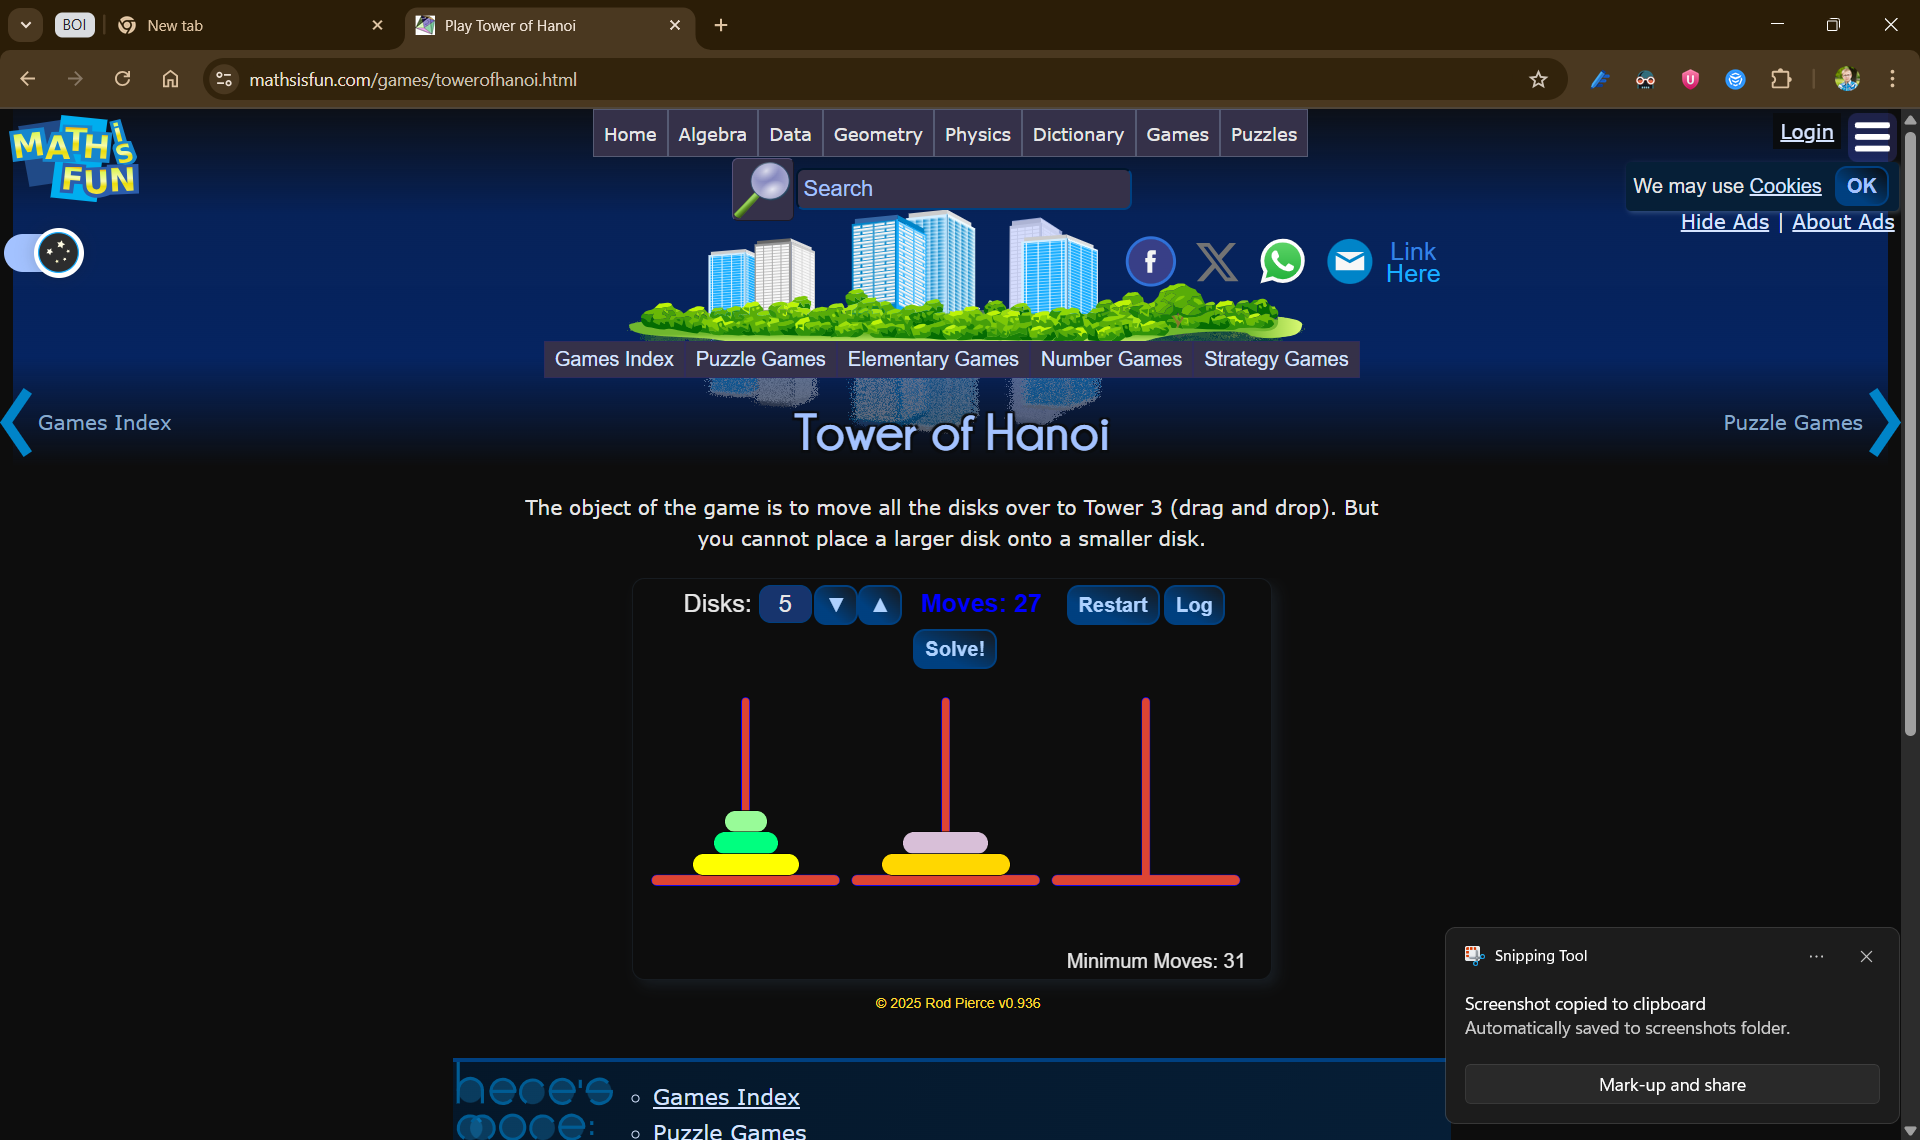 BOI
New tab
Play Tower of Hanoi
mathsisfun.com/games/towerofhanoi.html
MATH iS FUN
Home Algebra Data Geometry Physics Dictionary Games Puzzles
Login
Search
We may use Cookies OK
Hide Ads | About Ads
Link
Here
Games Index Puzzle Games Elementary Games Number Games Strategy Games
Games Index
Puzzle Games
Tower of Hanoi
The object of the game is to move all the disks over to Tower 3 (drag and drop). But
you cannot place a larger disk onto a smaller disk.
Disks: 5 ▼ ▲ Moves: 27 Restart Log
Solve!
Minimum Moves: 31
© 2025 Rod Pierce v0.936
Snipping Tool
Screenshot copied to clipboard
Automatically saved to screenshots folder.
Mark-up and share
here's
more:
Games Index
Puzzle Games